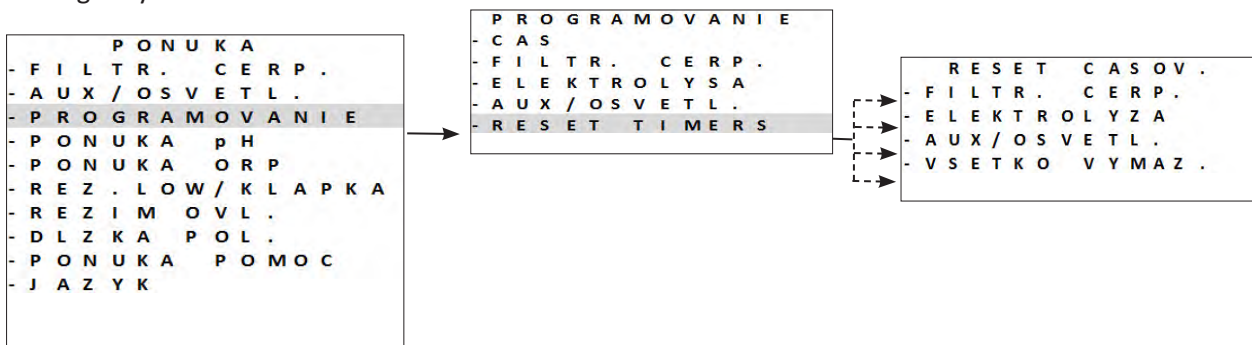 PONUKA
- FILTR. CERP.
- AUX/OSVETL.
- PROGRAMOVANIE
- PONUKA pH
- PONUKA ORP
- REZ.LOW/KLAPKA
- REZIM OVL.
- DLZKA POL.
- PONUKA POMOC
- JAZYK
PROGRAMOVANIE
- CAS
- FILTR. CERP.
- ELEKTROLYSA
- AUX/OSVETL.
- RESET TIMERS
RESET CASOV.
- FILTR. CERP.
- ELEKTROLYZA
- AUX/OSVETL.
- VSETKO VYMAZ.